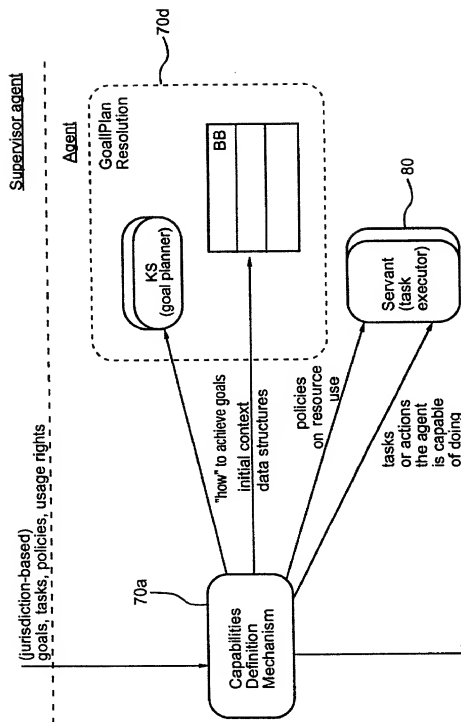 Supervisor agent
(jurisdiction-based)
goals, tasks, policies, usage rights
Agent
70d
GoallPlan
Resolution
KS
(goal planner)
BB
70a
Capabilities
Definition
Mechanism
"how" to achieve goals
initial context
data structures
policies
on resource
use
tasks
or actions
the agent
is capable
of doing
Servant
(task
executor)
80